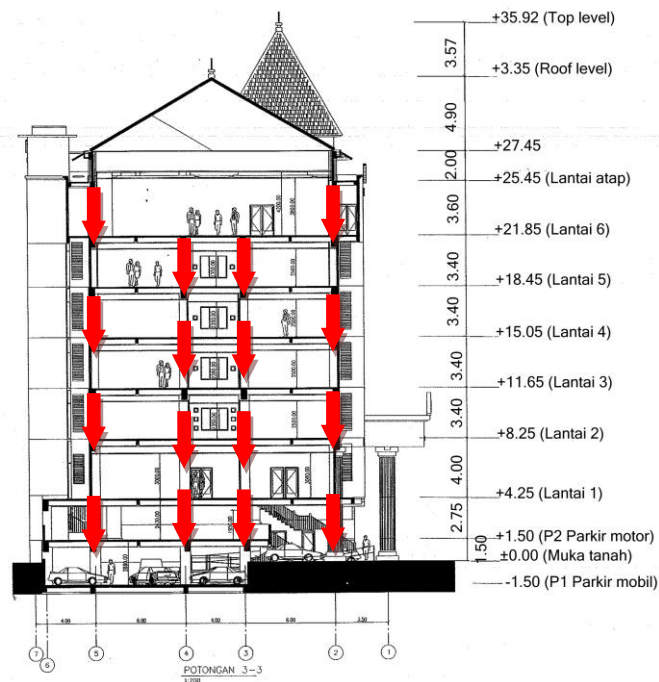 +35.92 (Top level)
3.57
+3.35 (Roof level)
4.90
+27.45
2.00
+25.45 (Lantai atap)
3.60
+21.85 (Lantai 6)
3.40
+18.45 (Lantai 5)
3.40
+15.05 (Lantai 4)
3.40
+11.65 (Lantai 3)
3.40
+8.25 (Lantai 2)
4.00
+4.25 (Lantai 1)
2.75
+1.50 (P2 Parkir motor)
1.50
±0.00 (Muka tanah)
-1.50 (P1 Parkir mobil)
4.00 6.00 6.00 3.50
7 6 5 4 3 2 1
POTONGAN 3-3
1:200